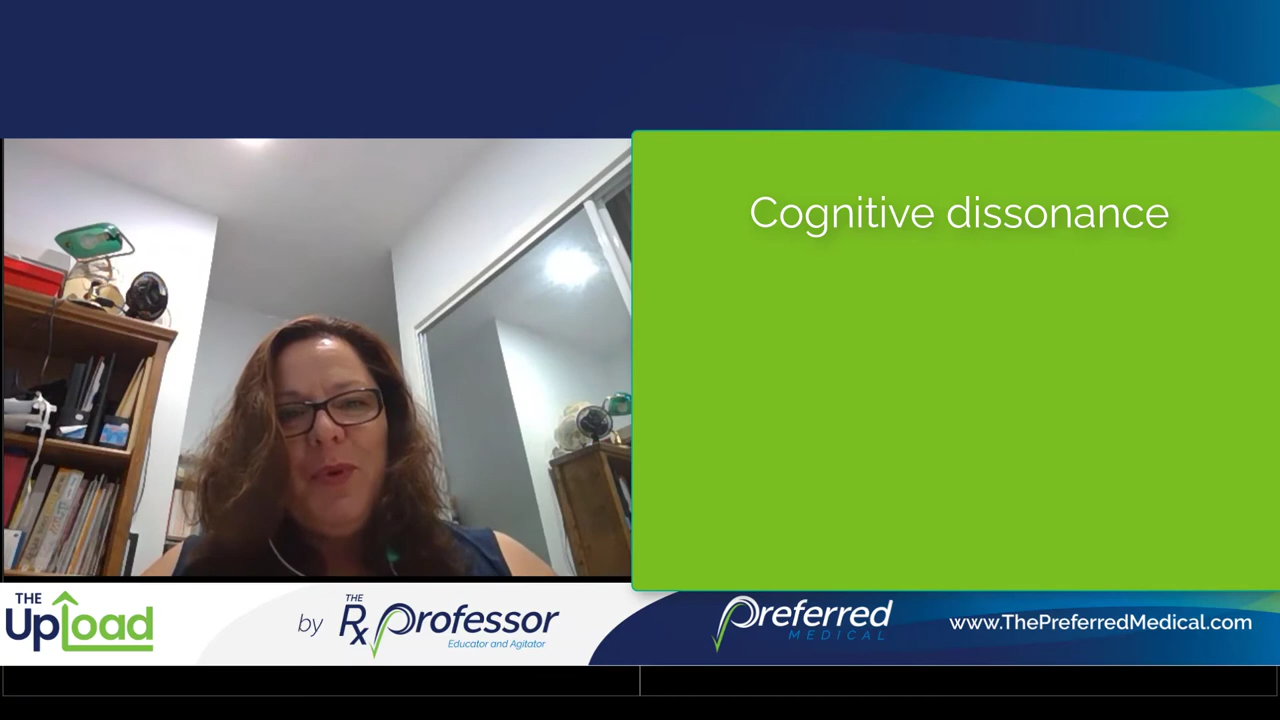 Cognitive dissonance
THE
UpLoad
by
THE
Rx Professor
Educator and Agitator
Preferred
MEDICAL
www.ThePreferredMedical.com